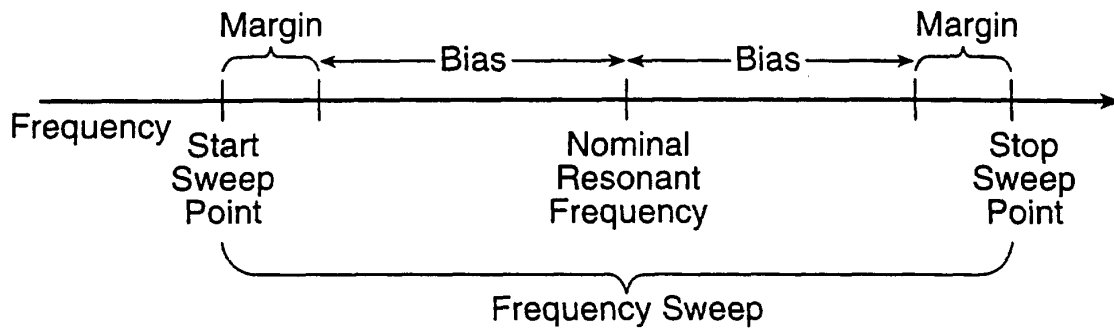 Margin
Margin
Bias
Bias
Frequency
Start
Sweep
Point
Nominal
Resonant
Frequency
Stop
Sweep
Point
Frequency Sweep